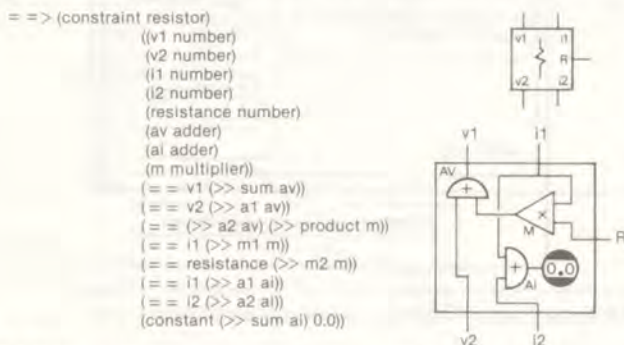 = => (constraint resistor)
((v1 number)
(v2 number)
(i1 number)
(i2 number)
(resistance number)
(av adder)
(ai adder)
(m multiplier))
(= = v1 (>> sum av))
(= = v2 (>> a1 av))
(= = (>> a2 av) (>> product m))
(= = i1 (>> m1 m))
(= = resistance (>> m2 m))
(= = i1 (>> a1 ai))
(= = i2 (>> a2 ai))
(constant (>> sum ai) 0.0))
v1 i1
R
v2 i2
v1 i1
AV
+
×
M
R
+
0.0
Ai
v2 i2